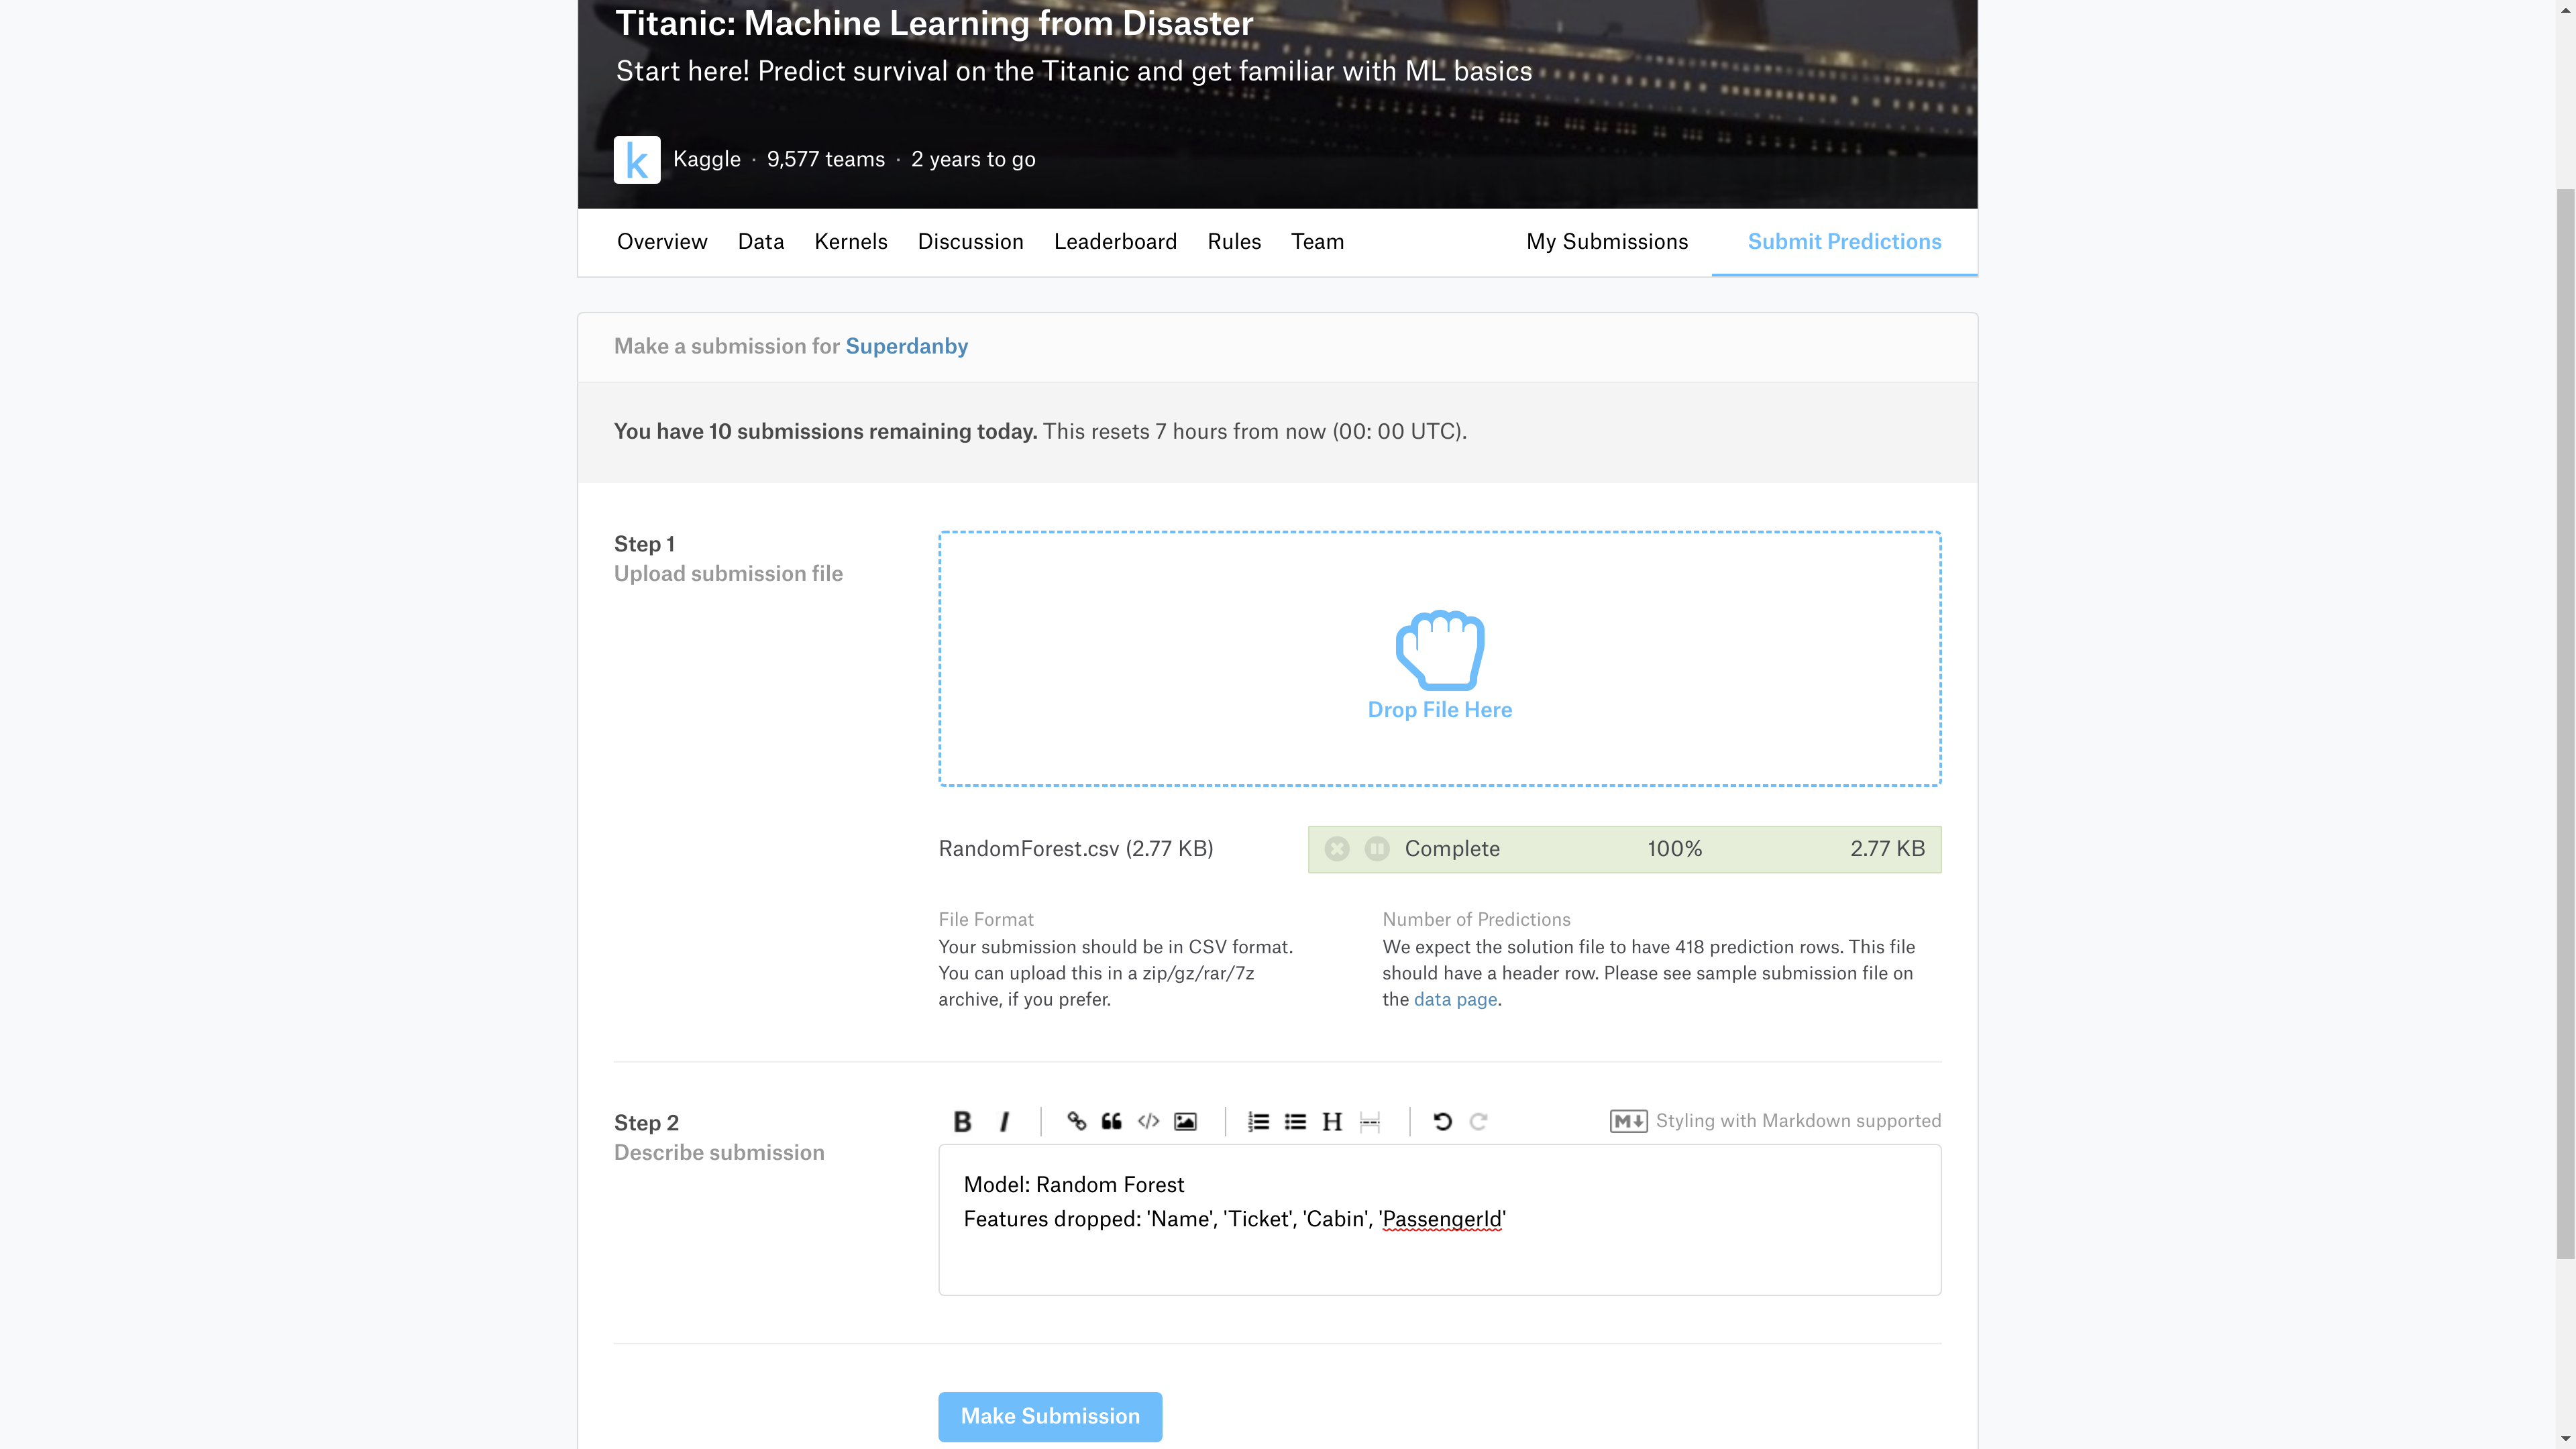 Titanic: Machine Learning from Disaster
Start here! Predict survival on the Titanic and get familiar with ML basics
k
Kaggle · 9,577 teams · 2 years to go
Overview Data Kernels Discussion Leaderboard Rules Team My Submissions Submit Predictions
Make a submission for Superdanby
You have 10 submissions remaining today. This resets 7 hours from now (00: 00 UTC).
Step 1
Upload submission file
Drop File Here
RandomForest.csv (2.77 KB) Complete 100% 2.77 KB
File Format
Your submission should be in CSV format.
You can upload this in a zip/gz/rar/7z
archive, if you prefer.
Number of Predictions
We expect the solution file to have 418 prediction rows. This file
should have a header row. Please see sample submission file on
the data page.
Step 2
Describe submission
B I H M Styling with Markdown supported
Model: Random Forest
Features dropped: 'Name', 'Ticket', 'Cabin', 'PassengerId'
Make Submission